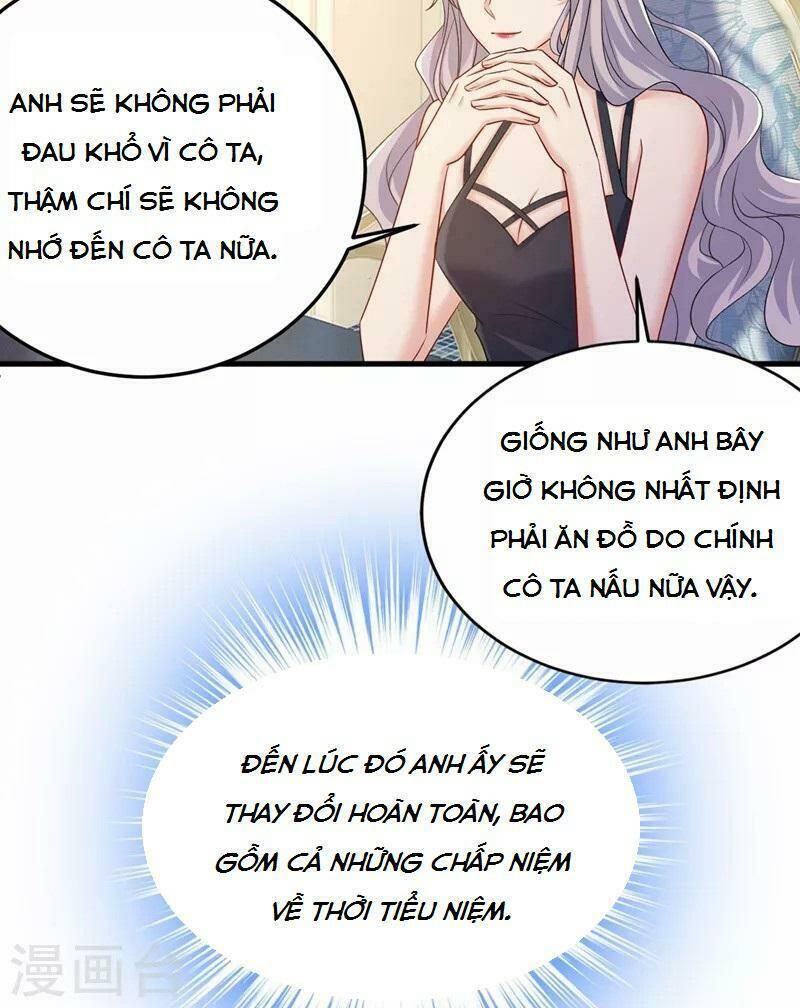 ANH SẼ KHÔNG PHẢI
ĐAU KHỔ VÌ CÔ TA,
THẬM CHÍ SẼ KHÔNG
NHỚ ĐẾN CÔ TA NỮA.
GIỐNG NHƯ ANH BÂY
GIỜ KHÔNG NHẤT ĐỊNH
PHẢI ĂN ĐỒ DO CHÍNH
CÔ TA NẤU NỮA VẬY.
ĐẾN LÚC ĐÓ ANH ẤY SẼ
THAY ĐỔI HOÀN TOÀN, BAO
GỒM CẢ NHỮNG CHẤP NIỆM
VỀ THỜI TIỂU NIỆM.
漫画台